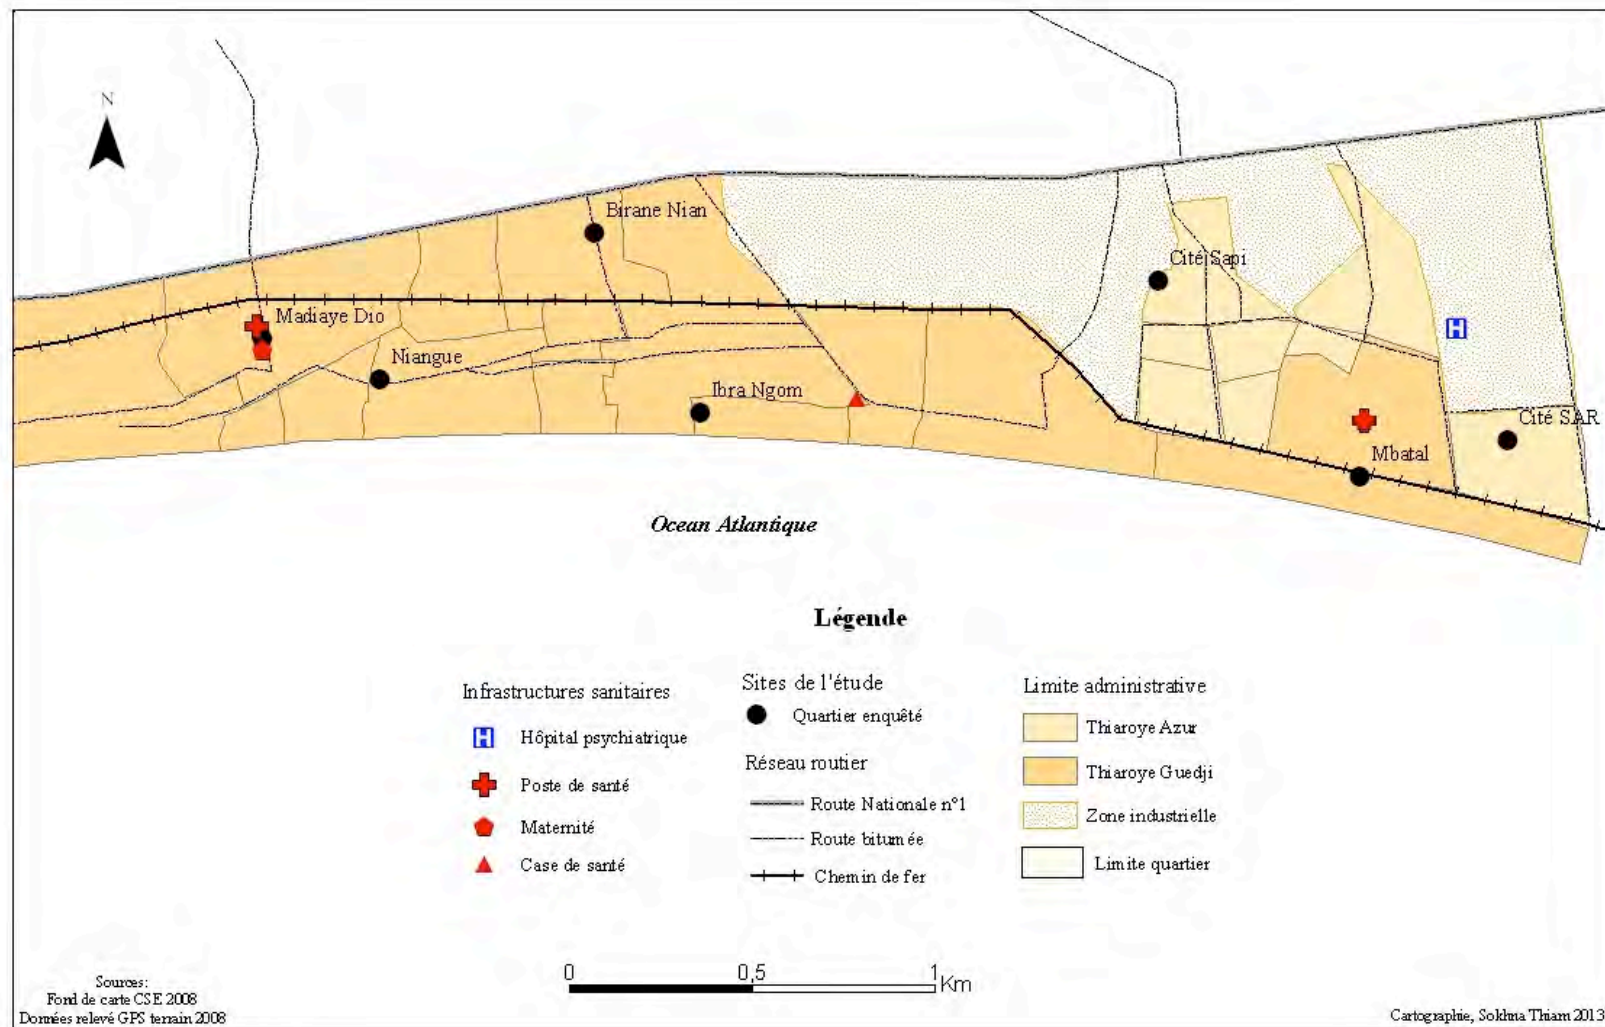 N
Birane Nian
Cité Sapi
Madiaye Dio
Niangue
H
Ibra Ngom
Cité SAR
Mbatal
Ocean Atlantique
Légende
Infrastructures sanitaires
H Hôpital psychiatrique
Poste de santé
Maternité
Case de santé
Sites de l'étude
Quartier enquêté
Réseau routier
Route Nationale n°1
Route bitumée
Chemin de fer
Limite administrative
Thiaroye Azur
Thiaroye Guedji
Zone industrielle
Limite quartier
0 0,5 1 Km
Sources:
Fond de carte CSE 2008
Données relevé GPS terrain 2008
Cartographie, Sokhna Thiam 2013